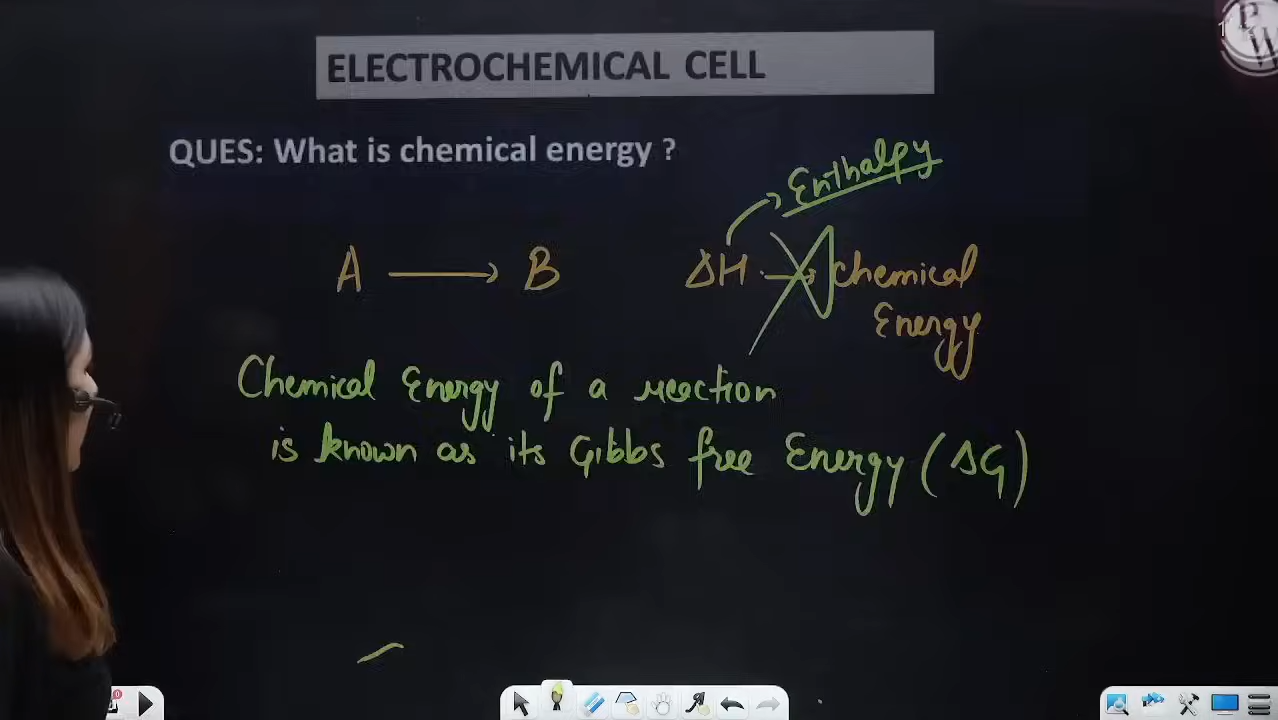 ELECTROCHEMICAL CELL
QUES: What is chemical energy ?
Enthalpy
A → B ΔH → Chemical
Energy
Chemical Energy of a reaction
is known as its Gibbs free Energy (ΔG)
PW